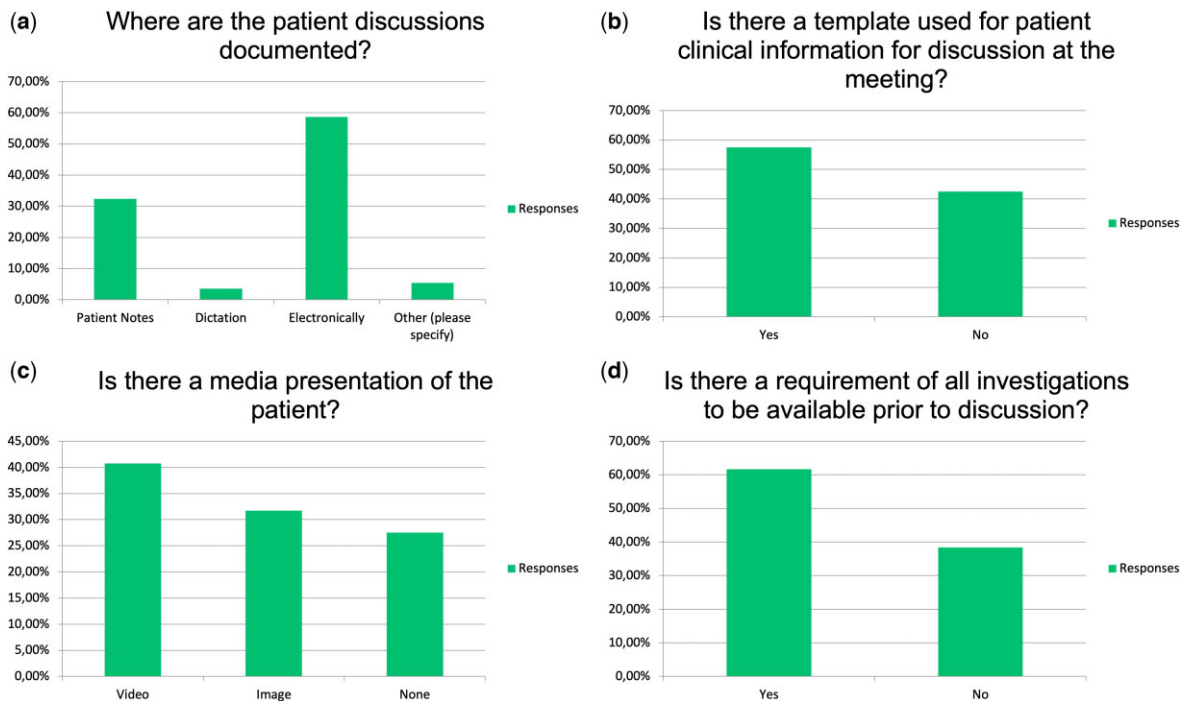 (a)
Where are the patient discussions
documented?
70,00%
60,00%
50,00%
40,00%
30,00%
20,00%
10,00%
0,00%
Patient Notes
Dictation
Electronically
Other (please
specify)
Responses
(b)
Is there a template used for patient
clinical information for discussion at the
meeting?
70,00%
60,00%
50,00%
40,00%
30,00%
20,00%
10,00%
0,00%
Yes
No
Responses
(c)
Is there a media presentation of the
patient?
45,00%
40,00%
35,00%
30,00%
25,00%
20,00%
15,00%
10,00%
5,00%
0,00%
Video
Image
None
Responses
(d)
Is there a requirement of all investigations
to be available prior to discussion?
70,00%
60,00%
50,00%
40,00%
30,00%
20,00%
10,00%
0,00%
Yes
No
Responses